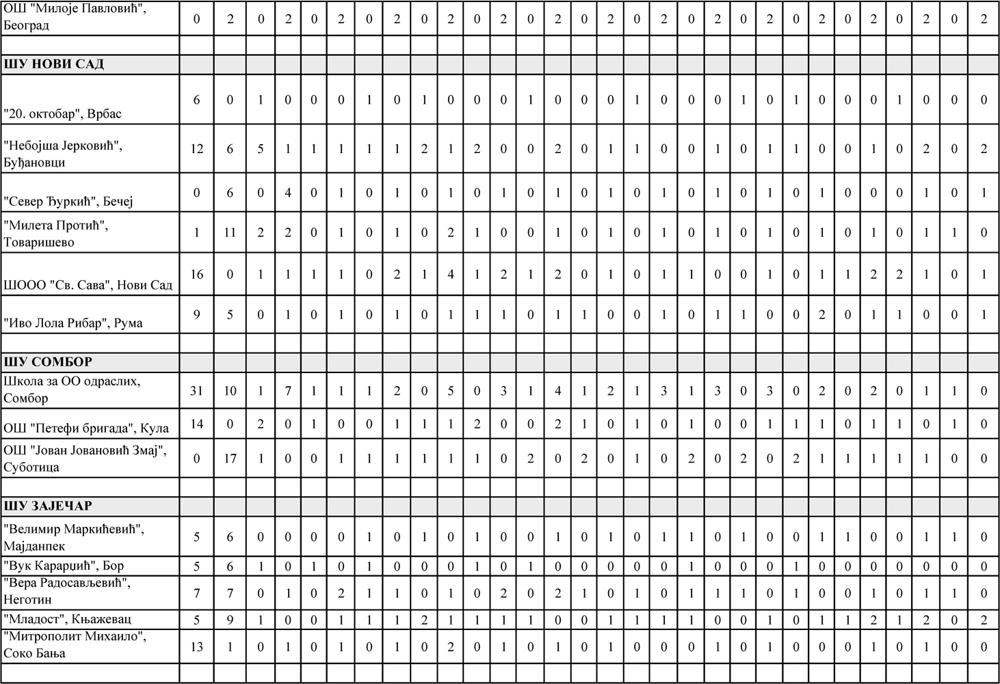 ОШ "Милоје Павловић",
Београд 0 2 0 2 0 2 0 2 0 2 0 2 0 2 0 2 0 2 0 2 0 2 0 2 0 2 0 2 0 2
ШУ НОВИ САД
"20. октобар", Врбас 6 0 1 0 0 0 1 0 1 0 0 0 1 0 0 0 1 0 0 0 1 0 1 0 0 0 1 0 0 0
"Небојша Јерковић",
Буђановци 12 6 5 1 1 1 1 1 2 1 2 0 0 2 0 1 1 0 0 1 0 1 1 0 0 1 0 2 0 2
"Север Ђуркић", Бечеј 0 6 0 4 0 1 0 1 0 1 0 1 0 1 0 1 0 1 0 1 0 1 0 1 0 0 0 1 0 1
"Милета Протић",
Товаришево 1 11 2 2 0 1 0 1 0 2 1 0 0 1 0 1 0 1 0 1 0 1 0 1 0 1 0 1 1 0
ШООО "Св. Сава", Нови Сад 16 0 1 1 1 1 0 2 1 4 1 2 1 2 0 1 0 1 1 0 0 1 0 1 1 2 2 1 0 1
"Иво Лола Рибар", Рума 9 5 0 1 0 1 0 1 0 1 1 1 0 1 1 0 0 1 0 1 1 0 0 2 0 1 1 0 0 1
ШУ СОМБОР
Школа за ОО одраслих,
Сомбор 31 10 1 7 1 1 1 2 0 5 0 3 1 4 1 2 1 3 1 3 0 3 0 2 0 2 0 1 1 0
ОШ "Петефи бригада", Кула 14 0 2 0 1 0 0 1 1 1 2 0 0 2 1 0 1 0 1 0 0 1 1 1 0 1 1 0 1 0
ОШ "Јован Јовановић Змај",
Суботица 0 17 1 0 0 1 1 1 1 1 1 0 2 0 2 0 1 0 2 0 2 0 2 1 1 1 1 1 0 0
ШУ ЗАЈЕЧАР
"Велимир Маркићевић",
Мајданпек 5 6 0 0 0 0 1 0 1 0 1 0 0 1 0 1 0 1 1 0 1 0 0 1 1 0 0 1 1 0
"Вук Карарџић", Бор 5 6 1 0 1 0 1 0 0 0 1 0 1 0 0 0 0 0 1 0 0 0 1 0 0 0 0 0 0 0
"Вера Радосављевић",
Неготин 7 7 0 1 0 2 1 1 0 1 0 2 0 2 1 0 1 0 1 1 1 0 1 0 0 1 0 1 1 0
"Младост", Књажевац 5 9 1 0 0 1 1 1 2 1 1 1 1 0 0 1 1 1 1 0 0 1 0 1 1 2 1 2 0 2
"Митрополит Михаило",
Соко Бања 13 1 0 1 0 1 0 1 0 2 0 1 0 1 0 1 0 0 0 1 0 1 0 0 0 1 0 1 0 0